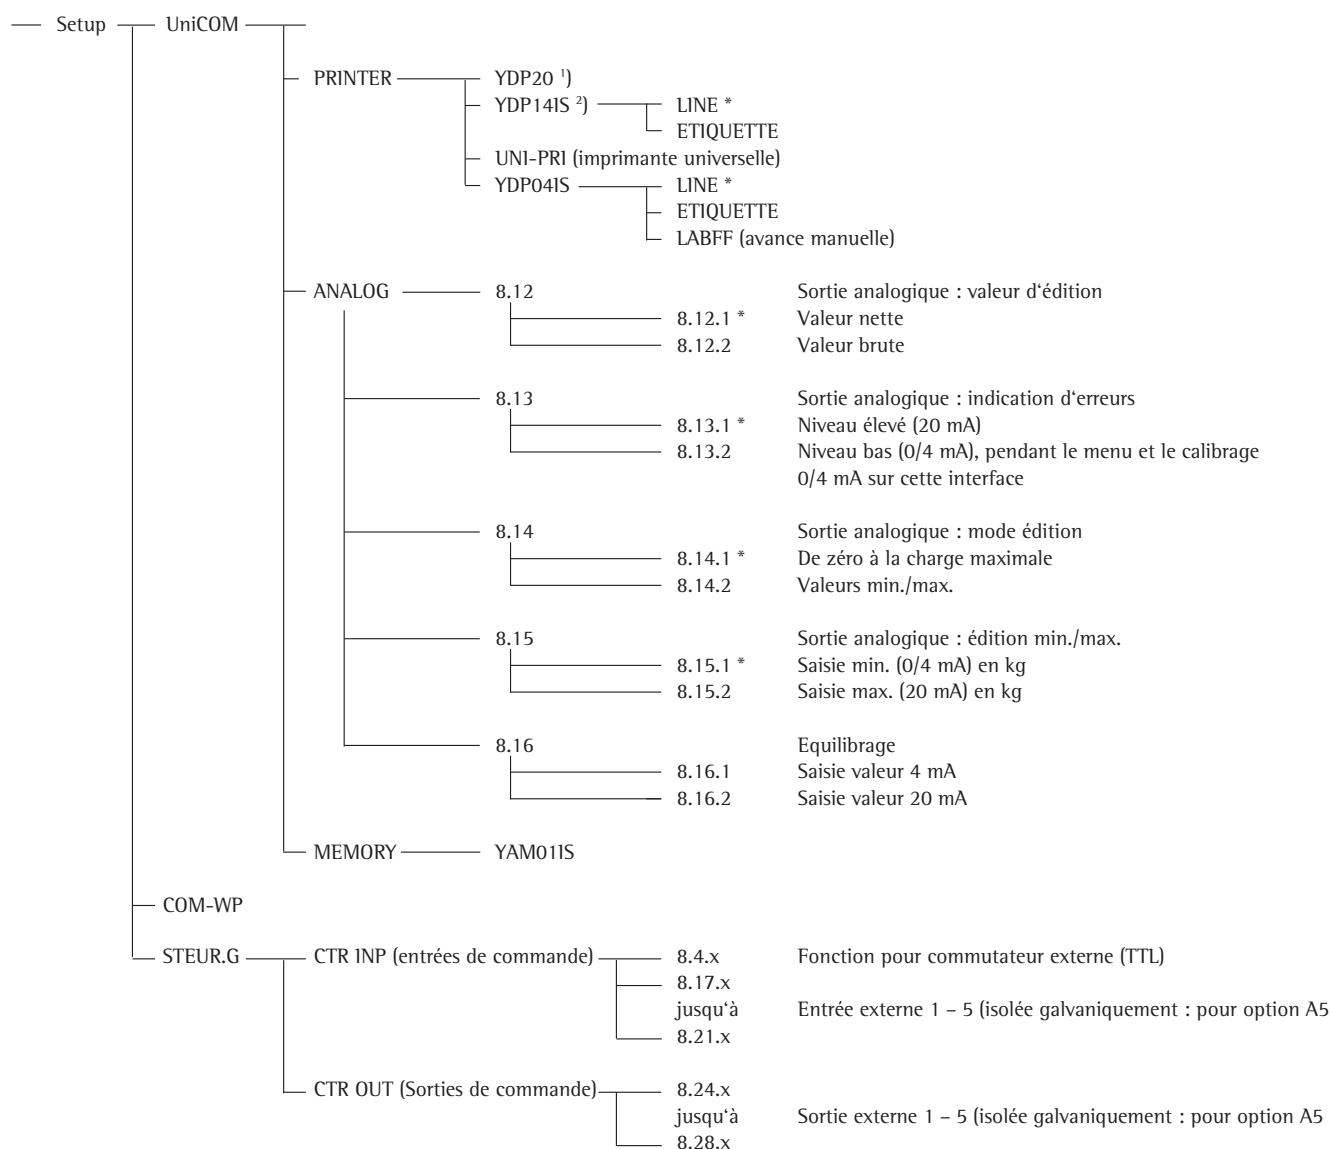 Setup UniCOM
PRINTER YDP20 ¹)
YDP14IS ²) LINE *
ETIQUETTE
UNI-PRI (imprimante universelle)
YDP04IS LINE *
ETIQUETTE
LABFF (avance manuelle)
ANALOG 8.12 Sortie analogique : valeur d‘édition
8.12.1 * Valeur nette
8.12.2 Valeur brute
8.13 Sortie analogique : indication d‘erreurs
8.13.1 * Niveau élevé (20 mA)
8.13.2 Niveau bas (0/4 mA), pendant le menu et le calibrage
0/4 mA sur cette interface
8.14 Sortie analogique : mode édition
8.14.1 * De zéro à la charge maximale
8.14.2 Valeurs min./max.
8.15 Sortie analogique : édition min./max.
8.15.1 * Saisie min. (0/4 mA) en kg
8.15.2 Saisie max. (20 mA) en kg
8.16 Equilibrage
8.16.1 Saisie valeur 4 mA
8.16.2 Saisie valeur 20 mA
MEMORY YAM01IS
COM-WP
STEUR.G CTR INP (entrées de commande) 8.4.x Fonction pour commutateur externe (TTL)
8.17.x
jusqu‘à Entrée externe 1 – 5 (isolée galvaniquement : pour option A5
8.21.x
CTR OUT (Sorties de commande) 8.24.x
jusqu‘à Sortie externe 1 – 5 (isolée galvaniquement : pour option A5
8.28.x